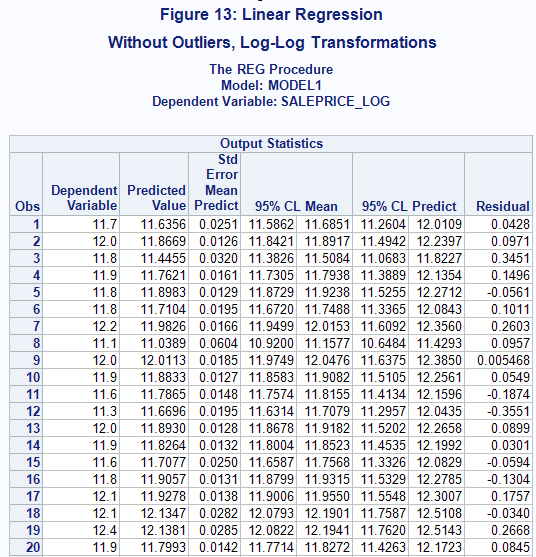 Figure 13: Linear Regression
Without Outliers, Log-Log Transformations
The REG Procedure
Model: MODEL1
Dependent Variable: SALEPRICE_LOG
Output Statistics
Obs Dependent Variable Predicted Value Std Error Mean Predict 95% CL Mean 95% CL Predict Residual
1 11.7 11.6356 0.0251 11.5862 11.6851 11.2604 12.0109 0.0428
2 12.0 11.8669 0.0126 11.8421 11.8917 11.4942 12.2397 0.0971
3 11.8 11.4455 0.0320 11.3826 11.5084 11.0683 11.8227 0.3451
4 11.9 11.7621 0.0161 11.7305 11.7938 11.3889 12.1354 0.1496
5 11.8 11.8983 0.0129 11.8729 11.9238 11.5255 12.2712 -0.0561
6 11.8 11.7104 0.0195 11.6720 11.7488 11.3365 12.0843 0.1011
7 12.2 11.9826 0.0166 11.9499 12.0153 11.6092 12.3560 0.2603
8 11.1 11.0389 0.0604 10.9200 11.1577 10.6484 11.4293 0.0957
9 12.0 12.0113 0.0185 11.9749 12.0476 11.6375 12.3850 0.005468
10 11.9 11.8833 0.0127 11.8583 11.9082 11.5105 12.2561 0.0549
11 11.6 11.7865 0.0148 11.7574 11.8155 11.4134 12.1596 -0.1874
12 11.3 11.6696 0.0195 11.6314 11.7079 11.2957 12.0435 -0.3551
13 12.0 11.8930 0.0128 11.8678 11.9182 11.5202 12.2658 0.0899
14 11.9 11.8264 0.0132 11.8004 11.8523 11.4535 12.1992 0.0301
15 11.6 11.7077 0.0250 11.6587 11.7568 11.3326 12.0829 -0.0594
16 11.8 11.9057 0.0131 11.8799 11.9315 11.5329 12.2785 -0.1304
17 12.1 11.9278 0.0138 11.9006 11.9550 11.5548 12.3007 0.1757
18 12.1 12.1347 0.0282 12.0793 12.1901 11.7587 12.5108 -0.0340
19 12.4 12.1381 0.0285 12.0822 12.1941 11.7620 12.5143 0.2668
20 11.9 11.7993 0.0142 11.7714 11.8272 11.4263 12.1723 0.0845